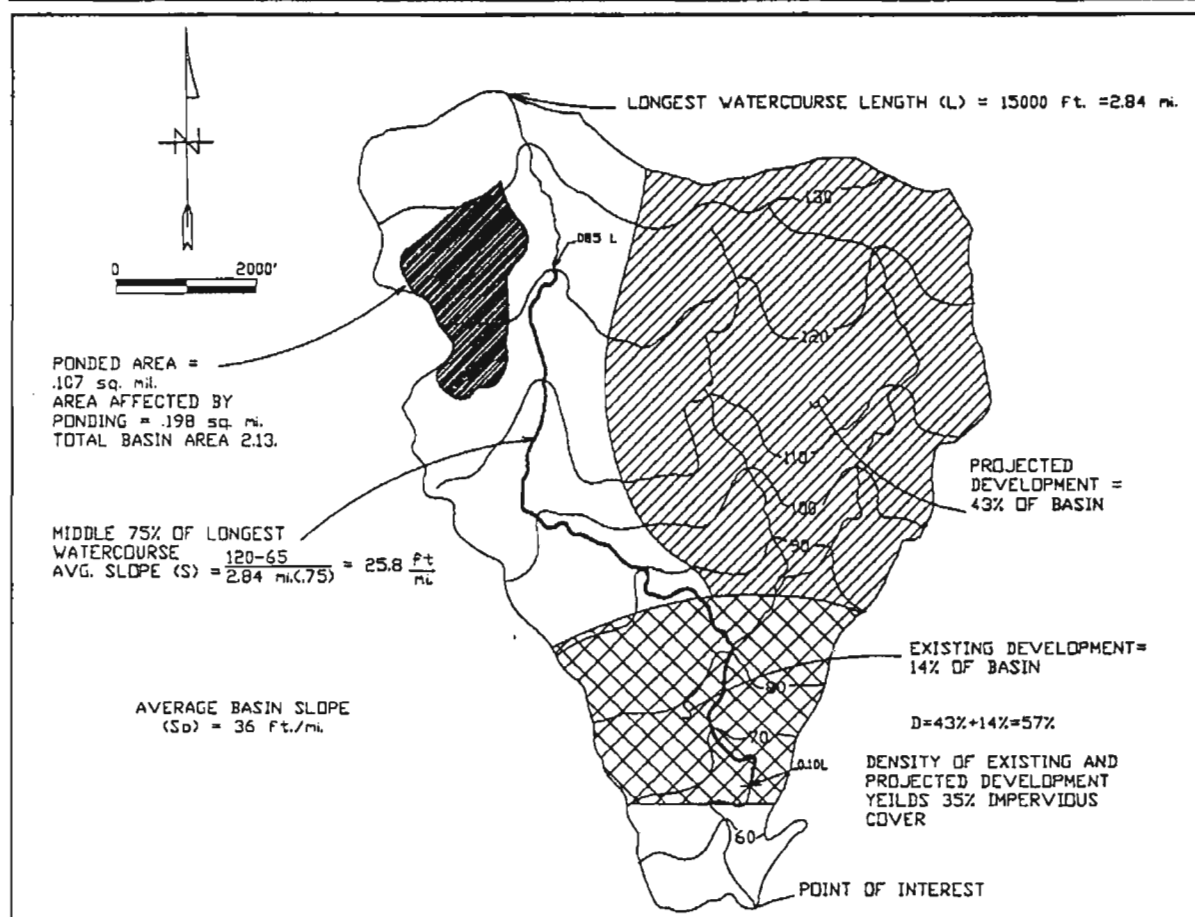 LONGEST WATERCOURSE LENGTH (L) = 15000 Ft. =2.84 mi.
N
0 2000'
.085 L
130
120
110
100
90
80
70
60
PONDED AREA =
.107 sq. mil.
AREA AFFECTED BY
PONDING = .198 sq. mi.
TOTAL BASIN AREA 2.13.
PROJECTED
DEVELOPMENT =
43% OF BASIN
MIDDLE 75% OF LONGEST
WATERCOURSE
AVG. SLOPE (S) = 120-65 / 2.84 mi.(.75) = 25.8 ft / mi.
EXISTING DEVELOPMENT=
14% OF BASIN
AVERAGE BASIN SLOPE
(SD) = 36 Ft./mi.
D=43%+14%=57%
0.10L
DENSITY OF EXISTING AND
PROJECTED DEVELOPMENT
YEILDS 35% IMPERVIOUS
COVER
POINT OF INTEREST